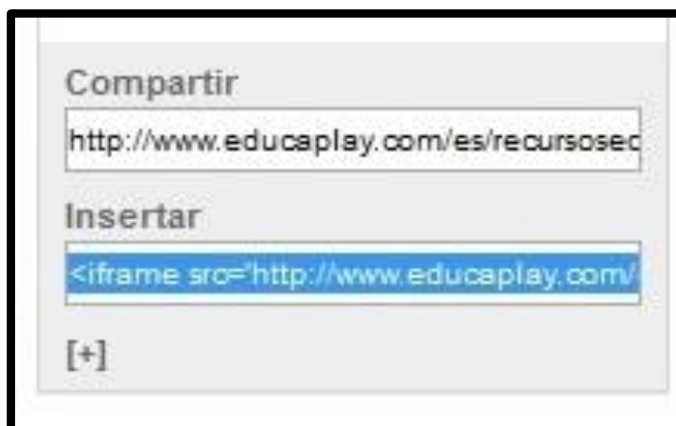 Compartir
http://www.educaplay.com/es/recursosec
Insertar
<iframe src='http://www.educaplay.com/
[+]